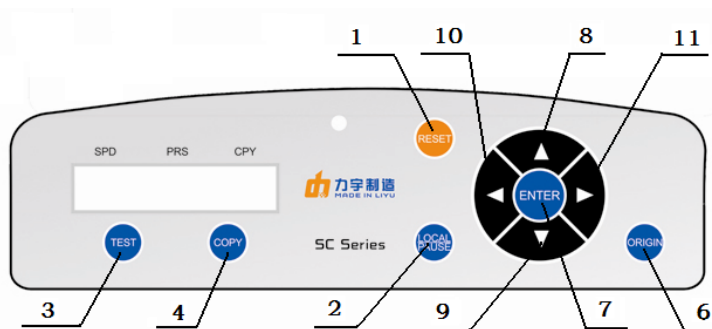 1 8 10 11
RESET
SPD PRS CPY
力宇制造
MADE IN LIYU
ENTER
TEST COPY SC Series LOCAL PAUSE ORIGIN
3 4 2 9 7 6